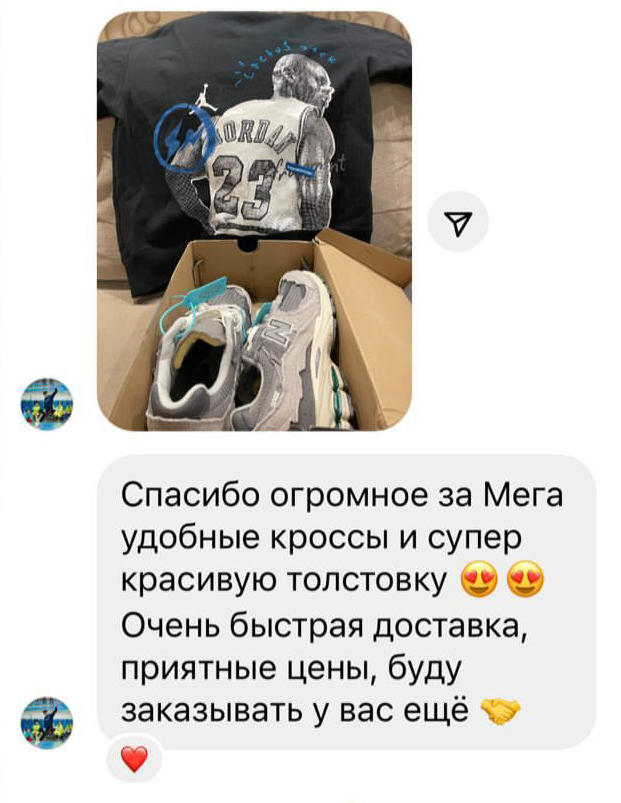 JORDAN
23
N
Спасибо огромное за Мега
удобные кроссы и супер
красивую толстовку 😍 😍
Очень быстрая доставка,
приятные цены, буду
заказывать у вас ещё 🤝